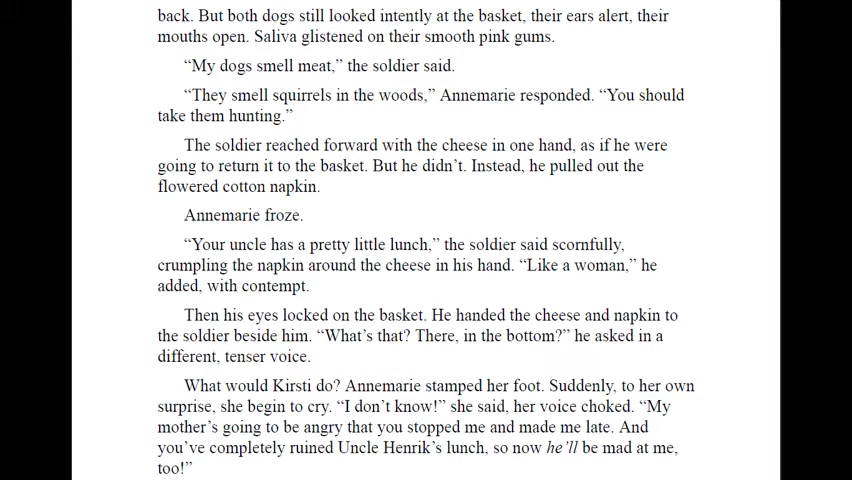 back. But both dogs still looked intently at the basket, their ears alert, their
mouths open. Saliva glistened on their smooth pink gums.
“My dogs smell meat,” the soldier said.
“They smell squirrels in the woods,” Annemarie responded. “You should
take them hunting.”
The soldier reached forward with the cheese in one hand, as if he were
going to return it to the basket. But he didn’t. Instead, he pulled out the
flowered cotton napkin.
Annemarie froze.
“Your uncle has a pretty little lunch,” the soldier said scornfully,
crumpling the napkin around the cheese in his hand. “Like a woman,” he
added, with contempt.
Then his eyes locked on the basket. He handed the cheese and napkin to
the soldier beside him. “What’s that? There, in the bottom?” he asked in a
different, tenser voice.
What would Kirsti do? Annemarie stamped her foot. Suddenly, to her own
surprise, she begin to cry. “I don’t know!” she said, her voice choked. “My
mother’s going to be angry that you stopped me and made me late. And
you’ve completely ruined Uncle Henrik’s lunch, so now he’ll be mad at me,
too!”